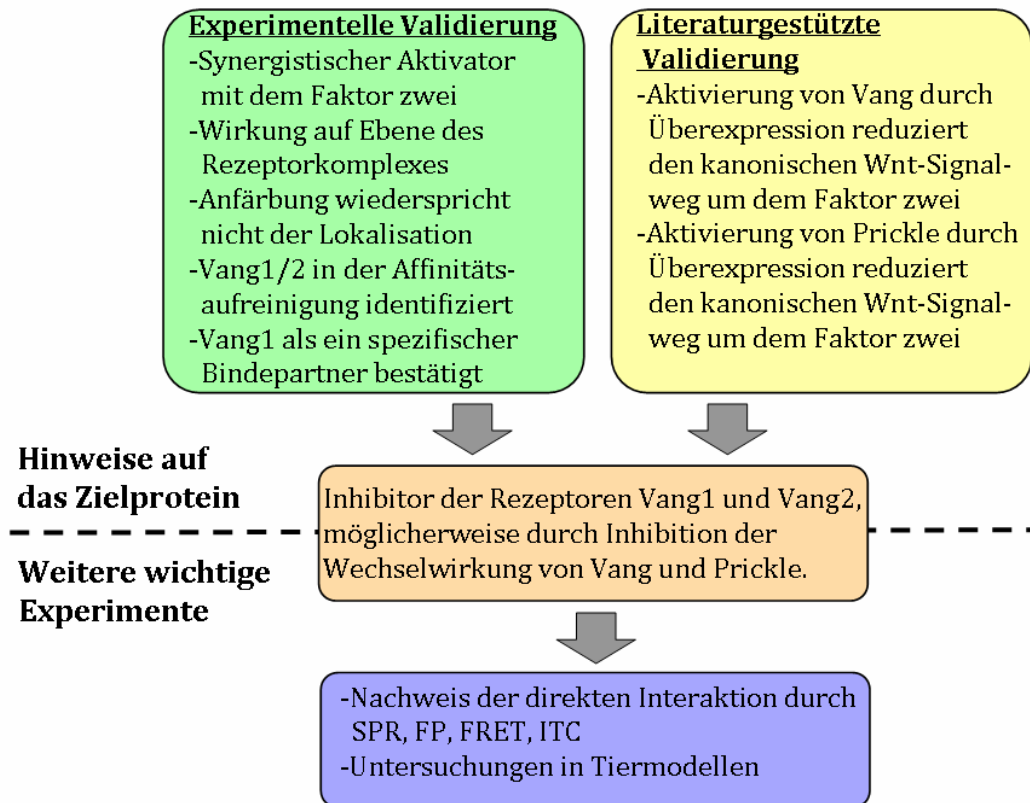 Experimentelle Validierung
-Synergistischer Aktivator
mit dem Faktor zwei
-Wirkung auf Ebene des
Rezeptorkomplexes
-Anfärbung wiederspricht
nicht der Lokalisation
-Vang1/2 in der Affinitäts-
aufreinigung identifiziert
-Vang1 als ein spezifischer
Bindepartner bestätigt
Literaturgestützte
Validierung
-Aktivierung von Vang durch
Überexpression reduziert
den kanonischen Wnt-Signal-
weg um dem Faktor zwei
-Aktivierung von Prickle durch
Überexpression reduziert
den kanonischen Wnt-Signal-
weg um dem Faktor zwei
Hinweise auf
das Zielprotein
Inhibitor der Rezeptoren Vang1 und Vang2,
möglicherweise durch Inhibition der
Wechselwirkung von Vang und Prickle.
Weitere wichtige
Experimente
-Nachweis der direkten Interaktion durch
SPR, FP, FRET, ITC
-Untersuchungen in Tiermodellen